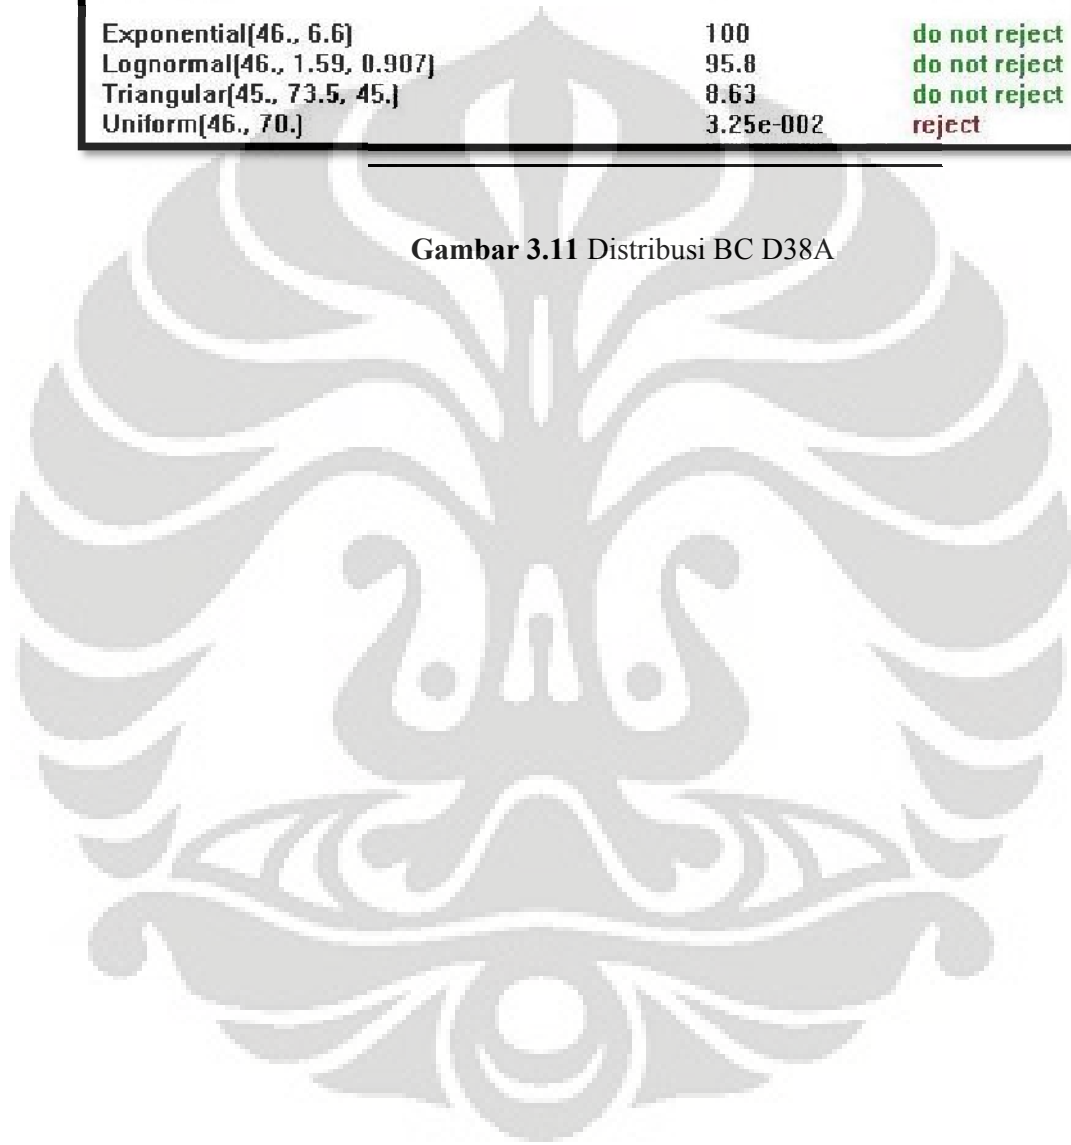 Exponential(46., 6.6) 100 do not reject
Lognormal(46., 1.59, 0.907) 95.8 do not reject
Triangular(45., 73.5, 45.) 8.63 do not reject
Uniform(46., 70.) 3.25e-002 reject
Gambar 3.11 Distribusi BC D38A